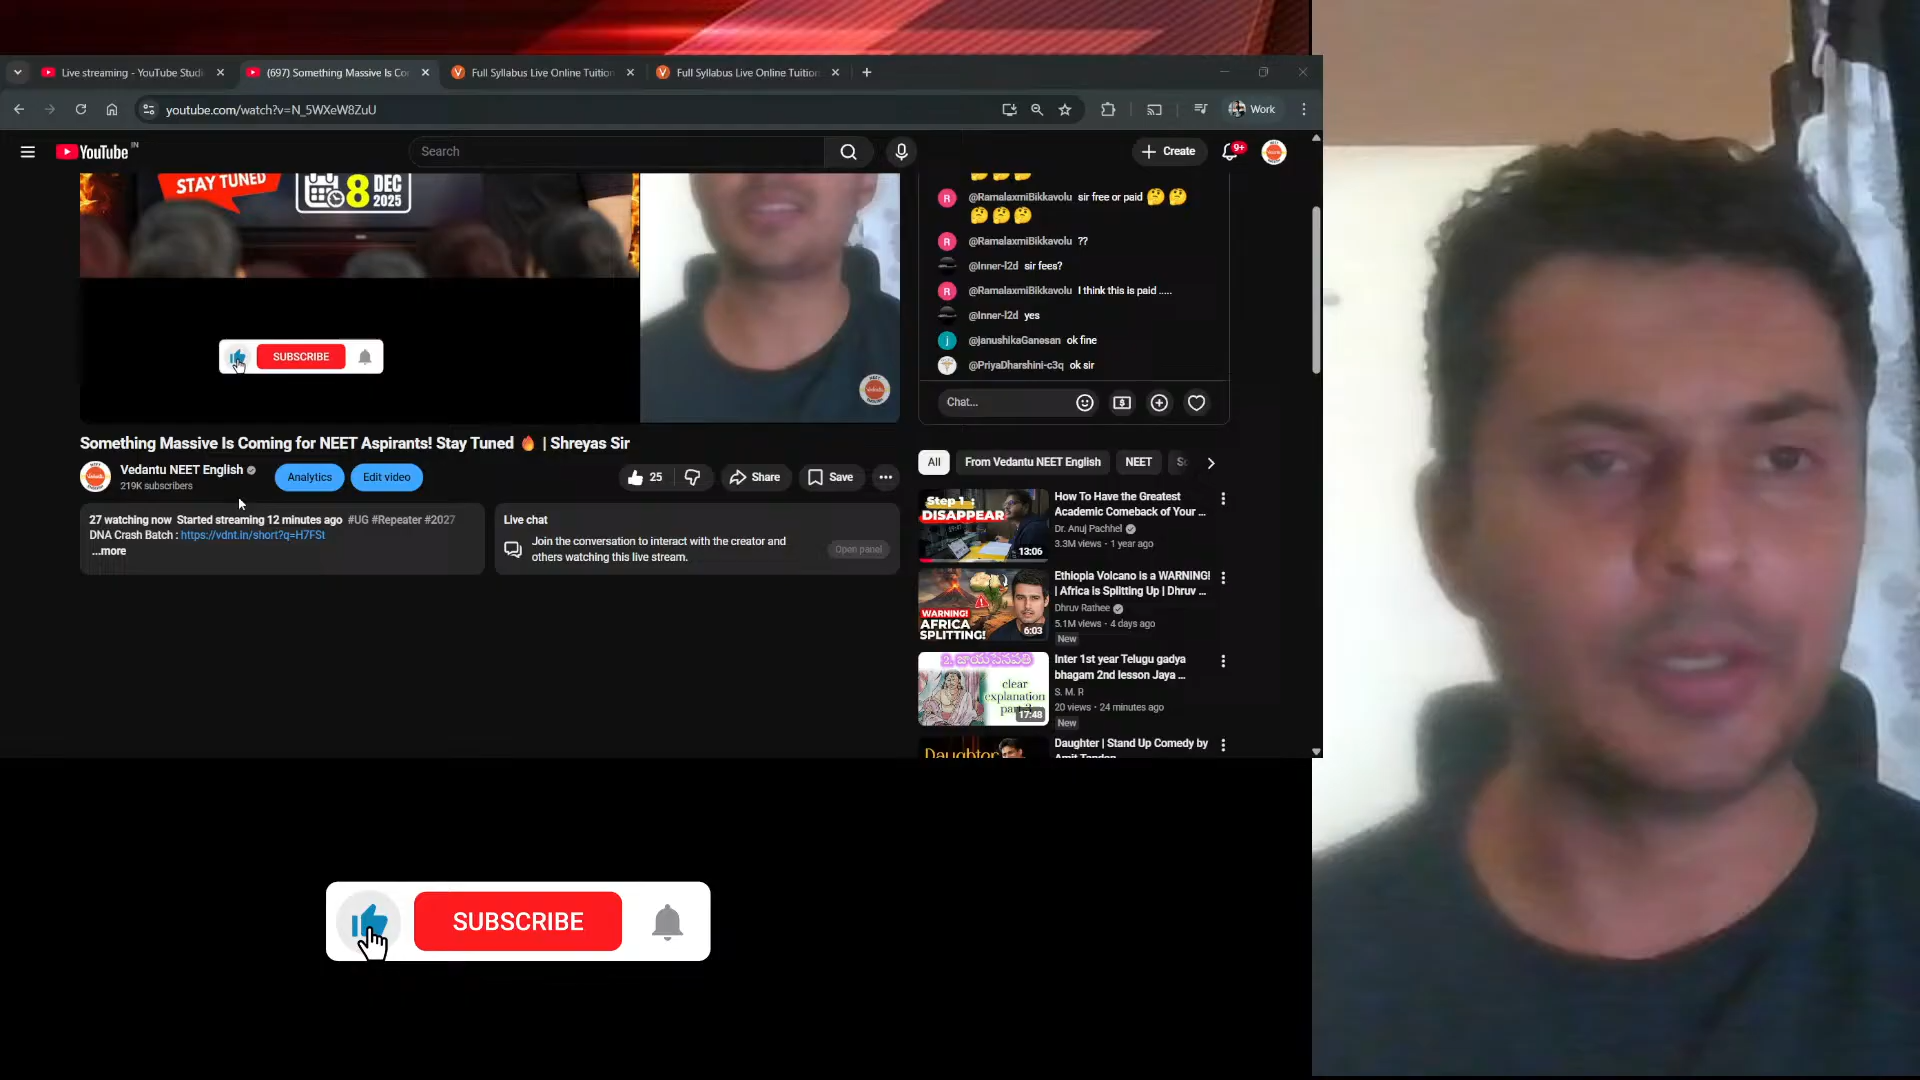 Live streaming - YouTube Studi
(697) Something Massive Is Co
Full Syllabus Live Online Tuition
Full Syllabus Live Online Tuition
youtube.com/watch?v=N_5WXeW8ZuU
Work
YouTube IN
Search
Create
9+
STAY TUNED
8 DEC 2025
SUBSCRIBE
@RamalaxmiBikkavolu sir free or paid 🤔 🤔
🤔 🤔 🤔
@RamalaxmiBikkavolu ??
@Inner-l2d sir fees?
@RamalaxmiBikkavolu I think this is paid .....
@Inner-l2d yes
@janushikaGanesan ok fine
@PriyaDharshini-c3q ok sir
Chat...
Something Massive Is Coming for NEET Aspirants! Stay Tuned 🔥 | Shreyas Sir
Vedantu NEET English
219K subscribers
Analytics
Edit video
25
Share
Save
27 watching now Started streaming 12 minutes ago #UG #Repeater #2027
DNA Crash Batch : https://vdnt.in/short?q=H7FSt
...more
Live chat
Join the conversation to interact with the creator and
others watching this live stream.
Open panel
All
From Vedantu NEET English
NEET
Step 1 :
DISAPPEAR
13:06
How To Have the Greatest
Academic Comeback of Your ...
Dr. Anuj Pachhel
3.3M views • 1 year ago
WARNING!
AFRICA
SPLITTING!
6:03
Ethiopia Volcano is a WARNING!
| Africa is Splitting Up | Dhruv ...
Dhruv Rathee
5.1M views • 4 days ago
New
2. జాయసేనాపతి
clear
explanation
17:48
Inter 1st year Telugu gadya
bhagam 2nd lesson Jaya ...
S. M. R
20 views • 24 minutes ago
New
Daughter
Daughter | Stand Up Comedy by
Amit Tandon
SUBSCRIBE